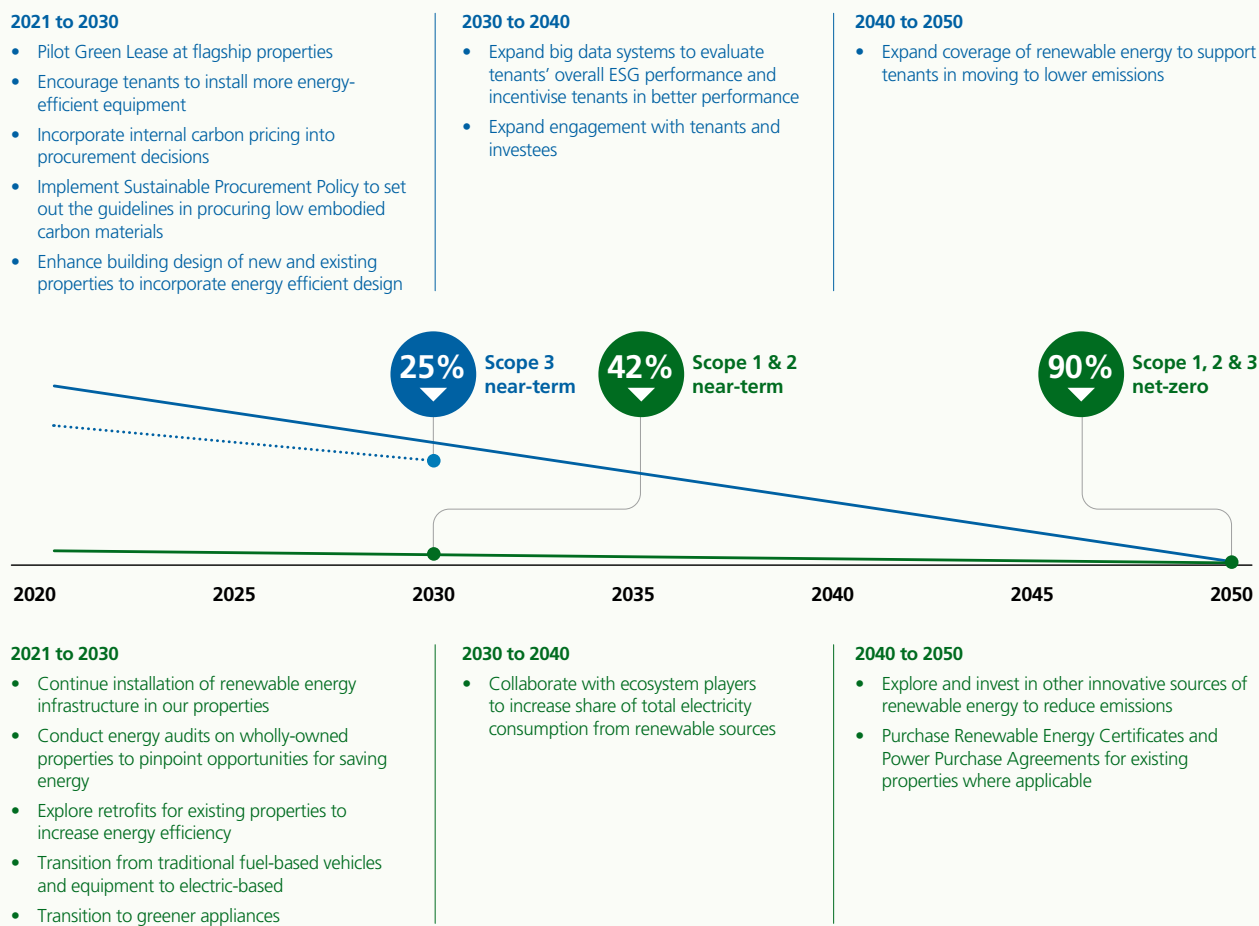 2021 to 2030
• Pilot Green Lease at flagship properties
• Encourage tenants to install more energy-
efficient equipment
• Incorporate internal carbon pricing into
procurement decisions
• Implement Sustainable Procurement Policy to set
out the guidelines in procuring low embodied
carbon materials
• Enhance building design of new and existing
properties to incorporate energy efficient design
2030 to 2040
• Expand big data systems to evaluate
tenants’ overall ESG performance and
incentivise tenants in better performance
• Expand engagement with tenants and
investees
2040 to 2050
• Expand coverage of renewable energy to support
tenants in moving to lower emissions
25%
Scope 3
near-term
42%
Scope 1 & 2
near-term
90%
Scope 1, 2 & 3
net-zero
2020 2025 2030 2035 2040 2045 2050
2021 to 2030
• Continue installation of renewable energy
infrastructure in our properties
• Conduct energy audits on wholly-owned
properties to pinpoint opportunities for saving
energy
• Explore retrofits for existing properties to
increase energy efficiency
• Transition from traditional fuel-based vehicles
and equipment to electric-based
• Transition to greener appliances
2030 to 2040
• Collaborate with ecosystem players
to increase share of total electricity
consumption from renewable sources
2040 to 2050
• Explore and invest in other innovative sources of
renewable energy to reduce emissions
• Purchase Renewable Energy Certificates and
Power Purchase Agreements for existing
properties where applicable